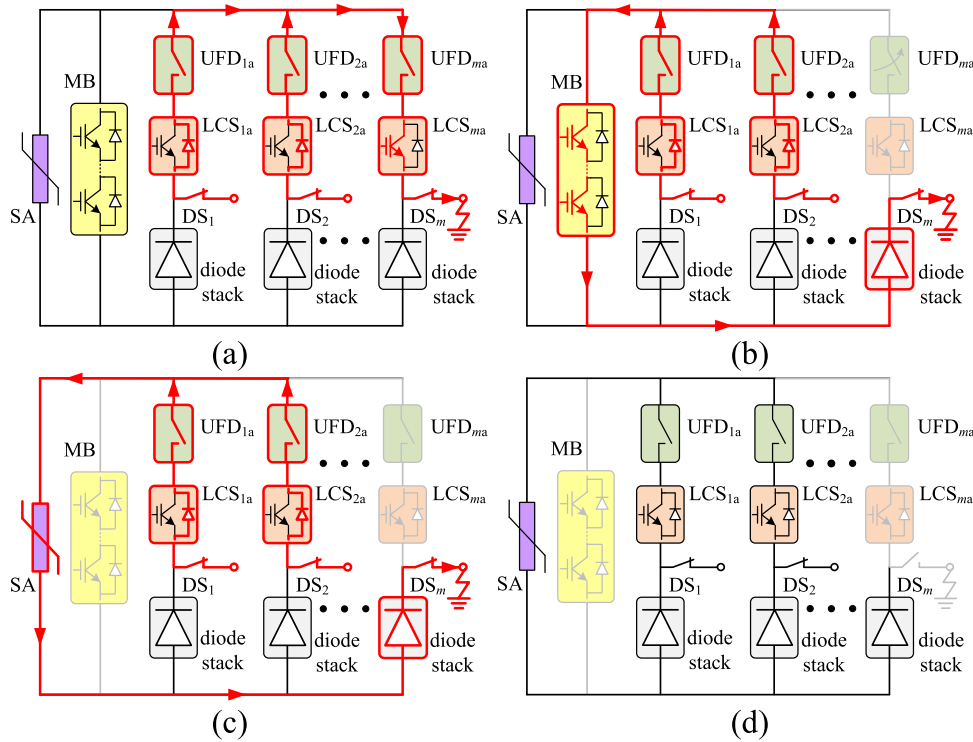 MB
UFD1a
UFD2a
UFDma
• • •
LCS1a
LCS2a
LCSma
SA
DS1
DS2
DSm
• • •
diode
stack
diode
stack
diode
stack
(a)
MB
UFD1a
UFD2a
UFDma
• • •
LCS1a
LCS2a
LCSma
SA
DS1
DS2
DSm
• • •
diode
stack
diode
stack
diode
stack
(b)
MB
UFD1a
UFD2a
UFDma
• • •
LCS1a
LCS2a
LCSma
SA
DS1
DS2
DSm
• • •
diode
stack
diode
stack
diode
stack
(c)
MB
UFD1a
UFD2a
UFDma
• • •
LCS1a
LCS2a
LCSma
SA
DS1
DS2
DSm
• • •
diode
stack
diode
stack
diode
stack
(d)